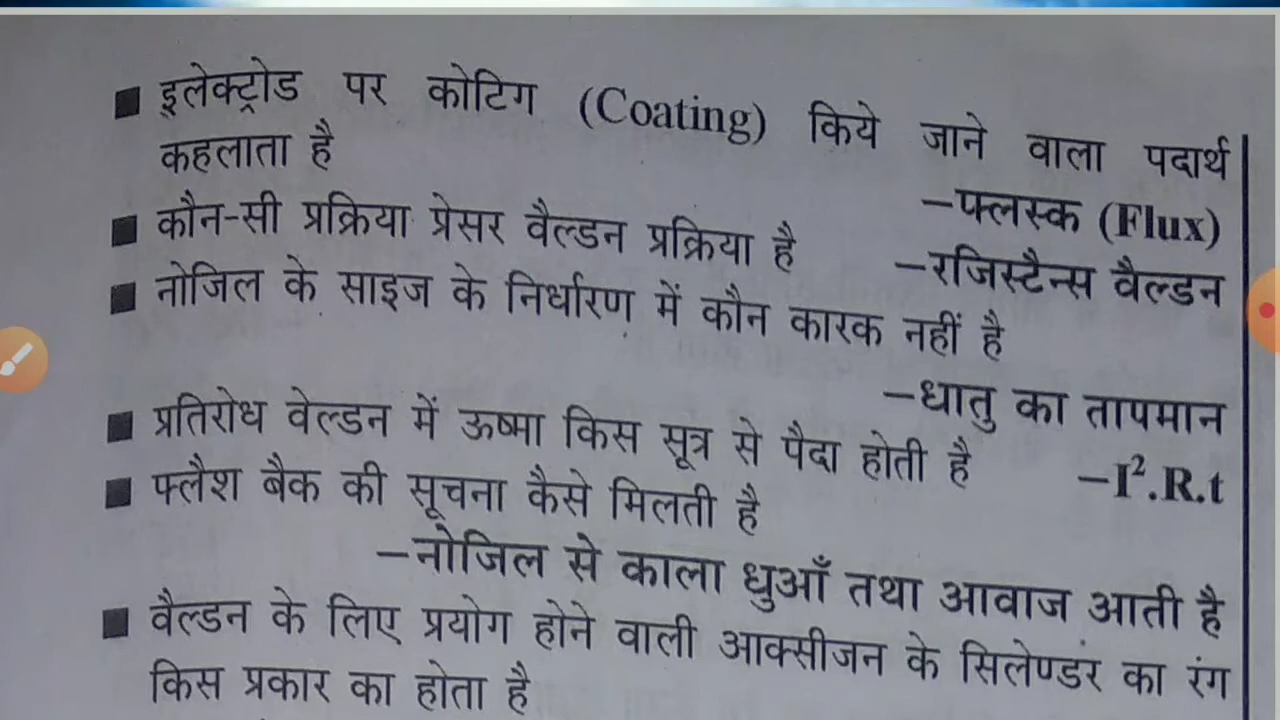 ■ इलेक्ट्रोड पर कोटिग (Coating) किये जाने वाला पदार्थ
कहलाता है
–फ्लस्क (Flux)
■ कौन-सी प्रक्रिया प्रेसर वैल्डन प्रक्रिया है –रजिस्टैन्स वैल्डन
■ नोजिल के साइज के निर्धारण में कौन कारक नहीं है
–धातु का तापमान
■ प्रतिरोध वेल्डन में ऊष्मा किस सूत्र से पैदा होती है –I².R.t
■ फ्लैश बैक की सूचना कैसे मिलती है
–नोजिल से काला धुआँ तथा आवाज आती है
■ वैल्डन के लिए प्रयोग होने वाली आक्सीजन के सिलेण्डर का रंग
किस प्रकार का होता है